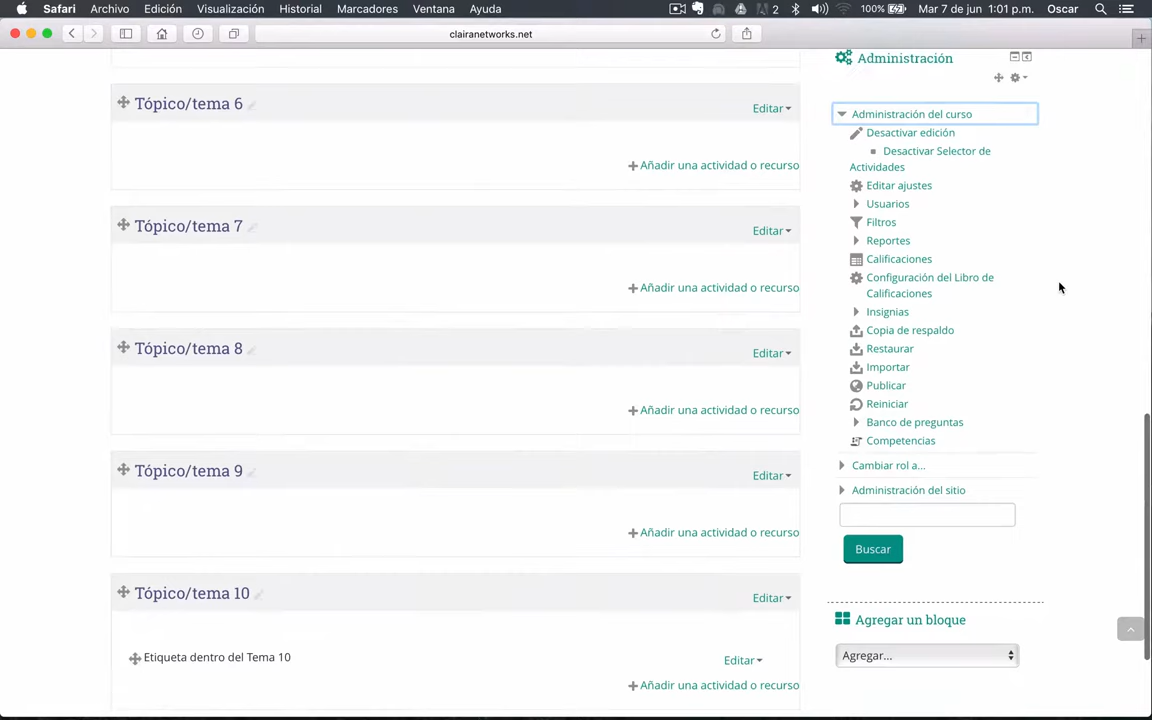 Safari Archivo Edición Visualización Historial Marcadores Ventana Ayuda 2 100% Mar 7 de jun 1:01 p.m. Oscar
clairanetworks.net
Tópico/tema 6
Editar
Añadir una actividad o recurso
Tópico/tema 7
Editar
Añadir una actividad o recurso
Tópico/tema 8
Editar
Añadir una actividad o recurso
Tópico/tema 9
Editar
Añadir una actividad o recurso
Tópico/tema 10
Editar
Etiqueta dentro del Tema 10
Editar
Añadir una actividad o recurso
Administración
Administración del curso
Desactivar edición
Desactivar Selector de
Actividades
Editar ajustes
Usuarios
Filtros
Reportes
Calificaciones
Configuración del Libro de
Calificaciones
Insignias
Copia de respaldo
Restaurar
Importar
Publicar
Reiniciar
Banco de preguntas
Competencias
Cambiar rol a...
Administración del sitio
Buscar
Agregar un bloque
Agregar...